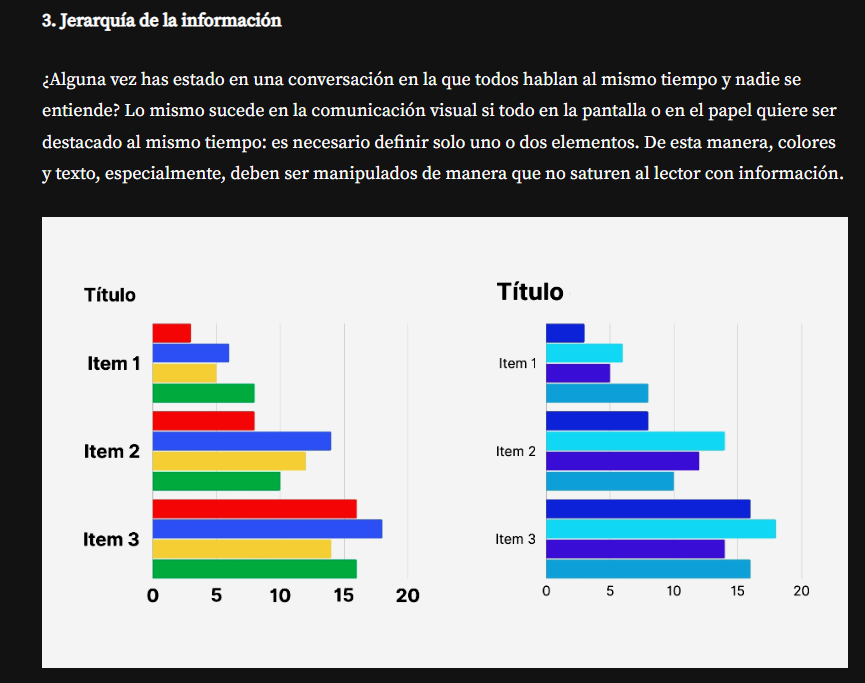 3. Jerarquía de la información
¿Alguna vez has estado en una conversación en la que todos hablan al mismo tiempo y nadie se
entiende? Lo mismo sucede en la comunicación visual si todo en la pantalla o en el papel quiere ser
destacado al mismo tiempo: es necesario definir solo uno o dos elementos. De esta manera, colores
y texto, especialmente, deben ser manipulados de manera que no saturen al lector con información.
Título
Item 1
Item 2
Item 3
0 5 10 15 20
Título
Item 1
Item 2
Item 3
0 5 10 15 20